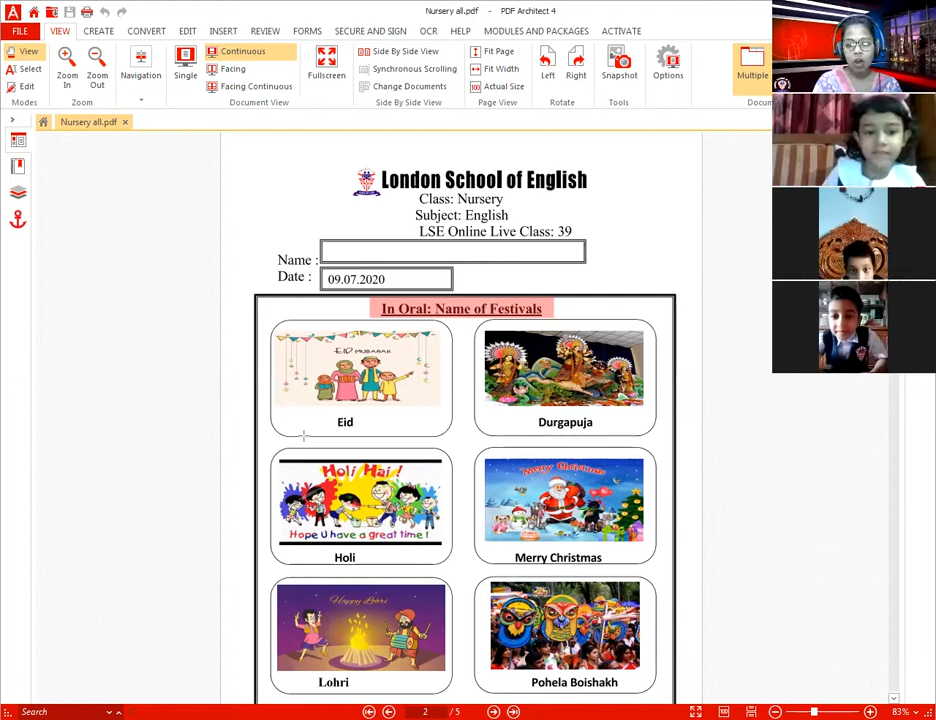 Nursery all.pdf - PDF Architect 4
FILE VIEW CREATE CONVERT EDIT INSERT REVIEW FORMS SECURE AND SIGN OCR HELP MODULES AND PACKAGES ACTIVATE
View
Select
Edit
Modes
Zoom In
Zoom Out
Zoom
Navigation
Single
Continuous
Facing
Facing Continuous
Document View
Fullscreen
Side By Side View
Synchronous Scrolling
Change Documents
Side By Side View
Fit Page
Fit Width
100 Actual Size
Page View
Left
Right
Rotate
Snapshot
Tools
Options
Multiple
Docum
Nursery all.pdf ×
London School of English
Class: Nursery
Subject: English
LSE Online Live Class: 39
Name :
Date : 09.07.2020
In Oral: Name of Festivals
EID MUBARAK
Eid
Durgapuja
Holi Hai !
Hope U have a great time!
Holi
Merry Christmas
Merry Christmas
Happy Lohri
Lohri
Pohela Boishakh
Search
2 / 5
100
83%